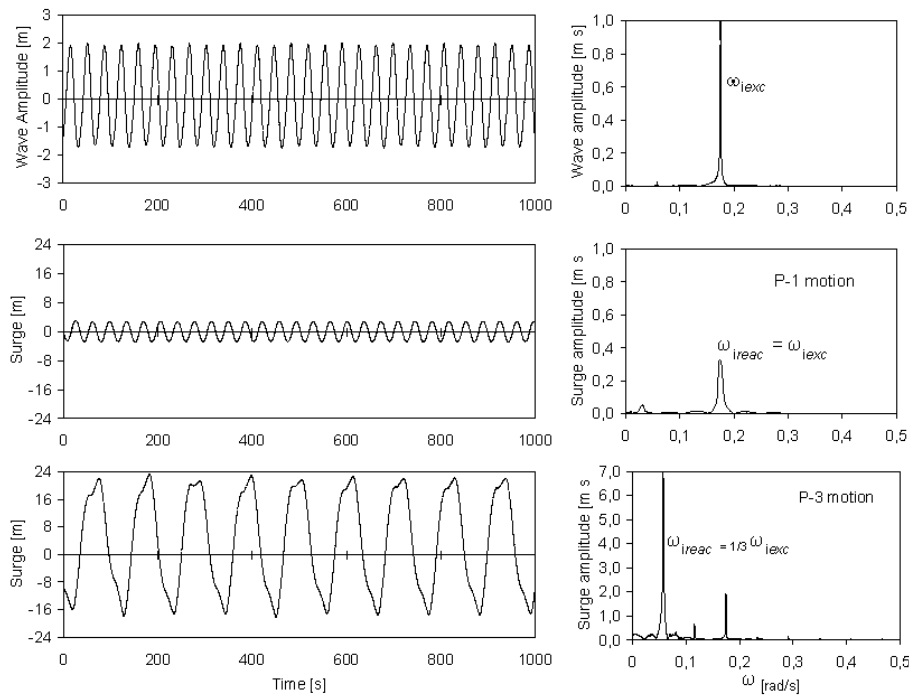 Wave Amplitude [m]
3
2
1
0
-1
-2
-3
0 200 400 600 800 1000
Wave amplitude [m s]
1,0
0,8
0,6
0,4
0,2
0,0
0 0,1 0,2 0,3 0,4 0,5
ω iexc
Surge [m]
24
16
8
0
-8
-16
-24
0 200 400 600 800 1000
Surge amplitude [m s]
1,0
0,8
0,6
0,4
0,2
0,0
0 0,1 0,2 0,3 0,4 0,5
P-1 motion
ω ireac = ω iexc
Surge [m]
24
16
8
0
-8
-16
-24
0 200 400 600 800 1000
Time [s]
Surge amplitude [m s]
7,0
6,0
5,0
4,0
3,0
2,0
1,0
0,0
0 0,1 0,2 0,3 0,4 0,5
P-3 motion
ω ireac = 1/3 ω iexc
ω [rad/s]